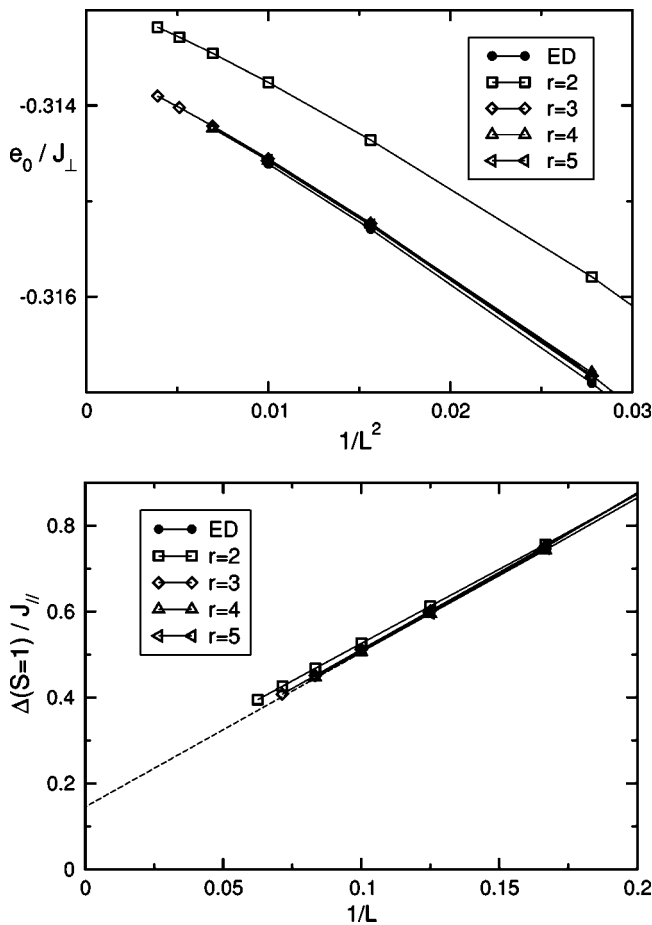 -0.314
-0.316
e₀ / J⊥
0
0.01
0.02
0.03
1/L²
ED
r=2
r=3
r=4
r=5
0.8
0.6
0.4
0.2
0
Δ(S=1) / J//
0
0.05
0.1
0.15
0.2
1/L
ED
r=2
r=3
r=4
r=5